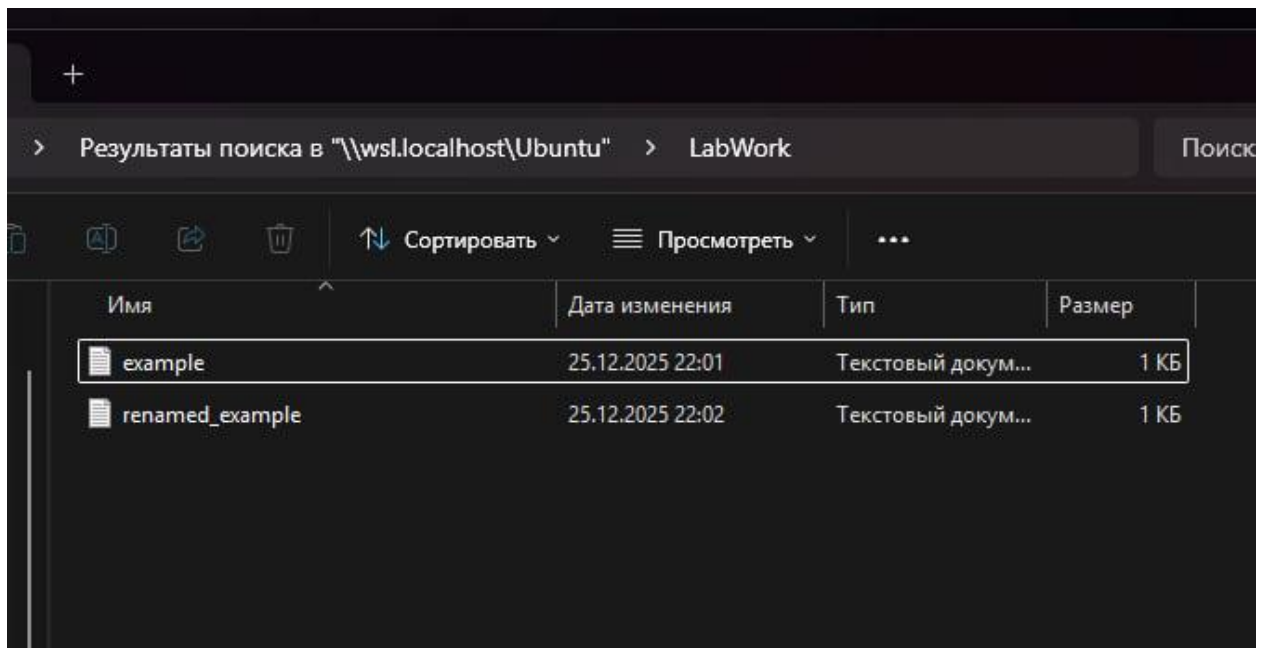 +
> Результаты поиска в "\\wsl.localhost\Ubuntu" > LabWork Поиск
Сортировать Просмотреть •••
Имя Дата изменения Тип Размер
example 25.12.2025 22:01 Текстовый докум... 1 КБ
renamed_example 25.12.2025 22:02 Текстовый докум... 1 КБ